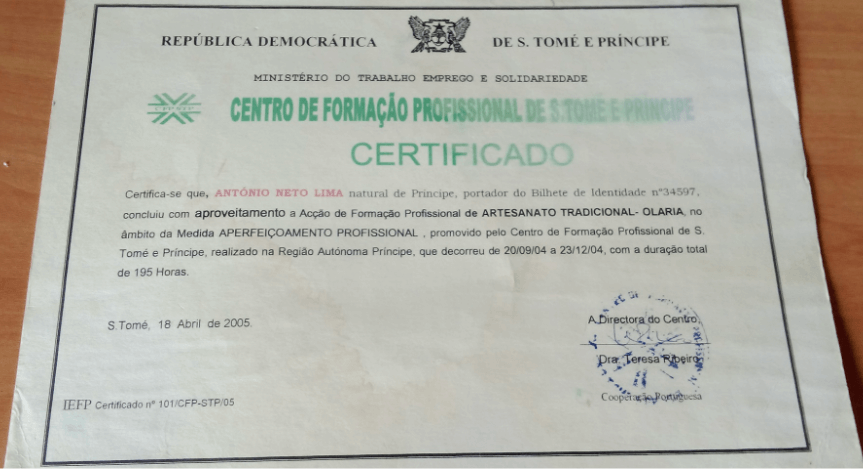 REPÚBLICA DEMOCRÁTICA DE S. TOMÉ E PRÍNCIPE
MINISTÉRIO DO TRABALHO EMPREGO E SOLIDARIEDADE
CENTRO DE FORMAÇÃO PROFISSIONAL DE S.TOMÉ E PRÍNCIPE
CERTIFICADO
Certifica-se que, ANTÓNIO NETO LIMA natural de Príncipe, portador do Bilhete de Identidade nº34597,
concluiu com aproveitamento a Acção de Formação Profissional de ARTESANATO TRADICIONAL- OLARIA, no
âmbito da Medida APERFEIÇOAMENTO PROFISSIONAL , promovido pelo Centro de Formação Profissional de S.
Tomé e Príncipe, realizado na Região Autónoma Príncipe, que decorreu de 20/09/04 a 23/12/04, com a duração total
de 195 Horas.
S.Tomé, 18 Abril de 2005.
A Directora do Centro
Dra. Teresa Ribeiro
IEFP Certificado nº 101/CFP-STP/05
Cooperação Portuguesa